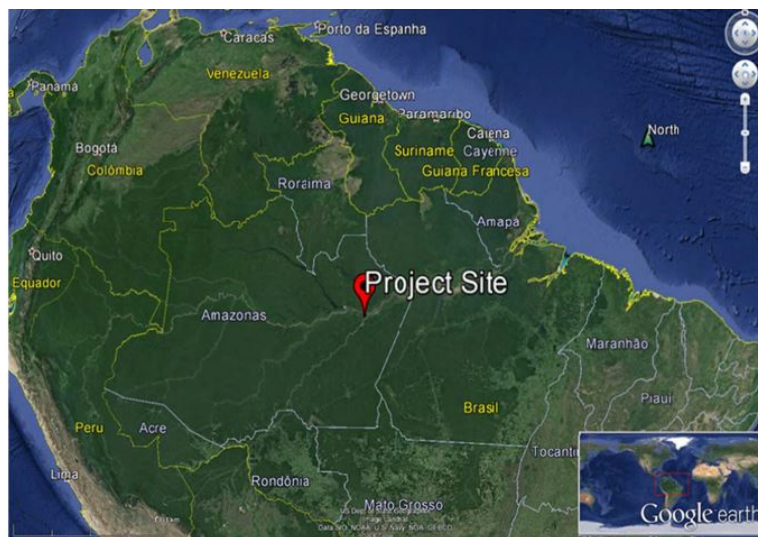 Caracas
Porto da Espanha
Panamá
Venezuela
Georgetown
Paramaribo
Guiana
Caiena
North
Bogotá
Suriname
Cayenne
Colômbia
Guiana Francesa
Roraima
Amapá
Quito
Equador
Project Site
Amazonas
Maranhão
Piauí
Peru
Acre
Brasil
Lima
Rondônia
Mato Grosso
Google earth